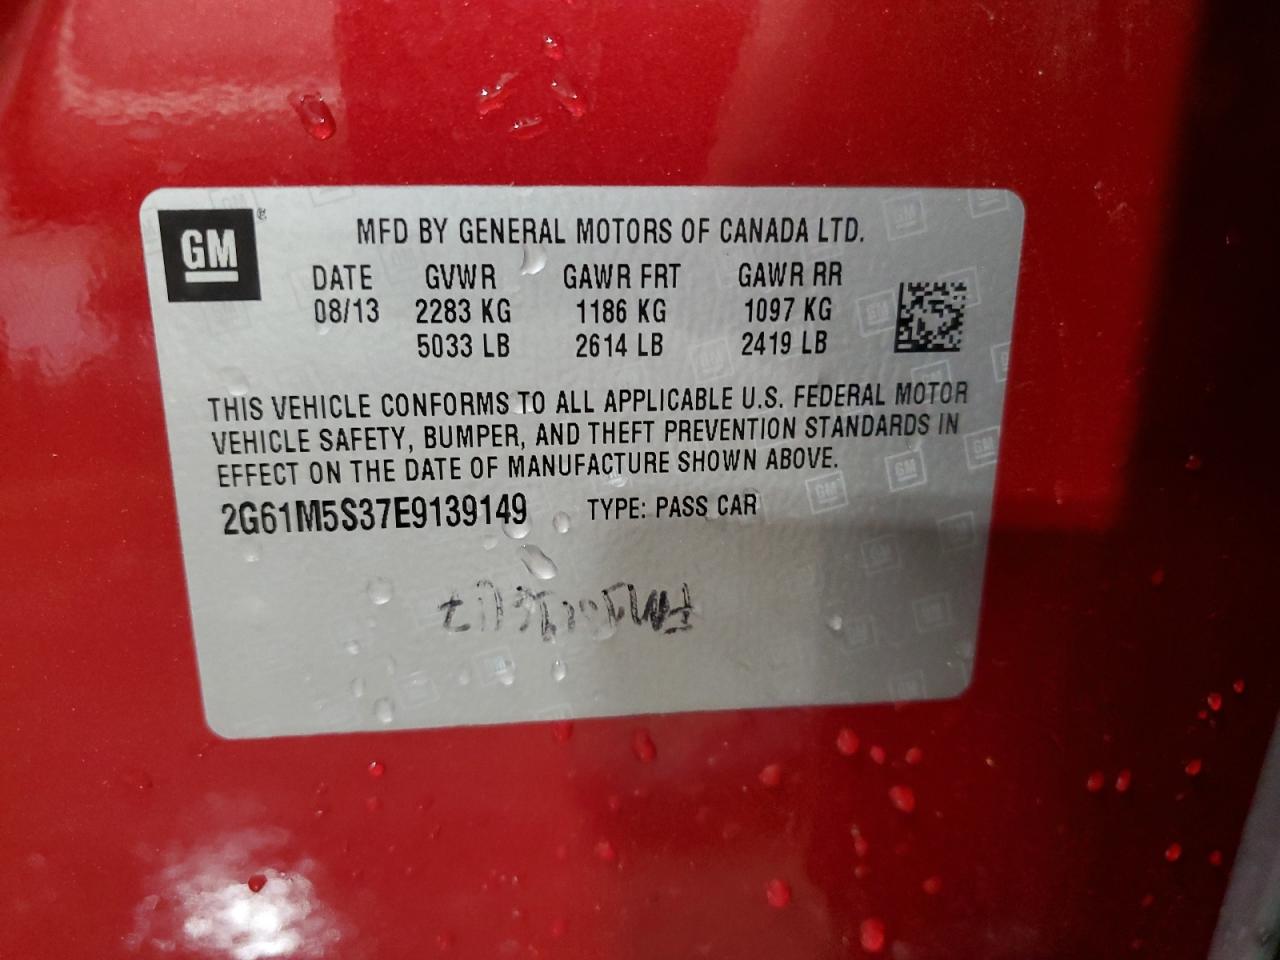 GM®
MFD BY GENERAL MOTORS OF CANADA LTD.
DATE GVWR GAWR FRT GAWR RR
08/13 2283 KG 1186 KG 1097 KG
5033 LB 2614 LB 2419 LB
THIS VEHICLE CONFORMS TO ALL APPLICABLE U.S. FEDERAL MOTOR
VEHICLE SAFETY, BUMPER, AND THEFT PREVENTION STANDARDS IN
EFFECT ON THE DATE OF MANUFACTURE SHOWN ABOVE.
2G61M5S37E9139149 TYPE: PASS CAR